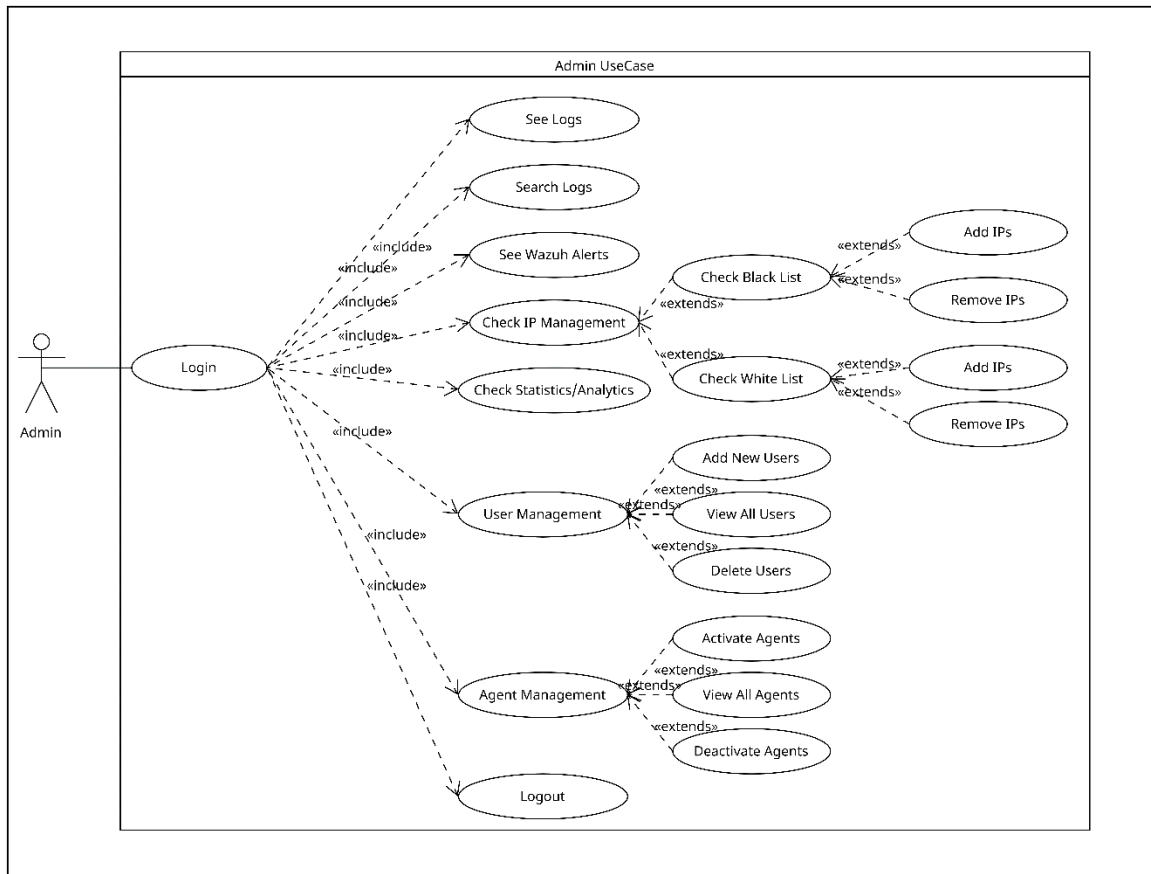 Admin UseCase
See Logs
Search Logs
«include»
See Wazuh Alerts
«include»
«include»
Check IP Management
«include»
Check Statistics/Analytics
«include»
Login
Admin
«include»
User Management
«include»
«include»
Agent Management
Logout
Check Black List
«extends»
«extends»
Check White List
«extends»
Add IPs
«extends»
Remove IPs
«extends»
Add IPs
«extends»
Remove IPs
Add New Users
«extends»
«extends»
View All Users
«extends»
Delete Users
Activate Agents
«extends»
«extends»
View All Agents
«extends»
Deactivate Agents